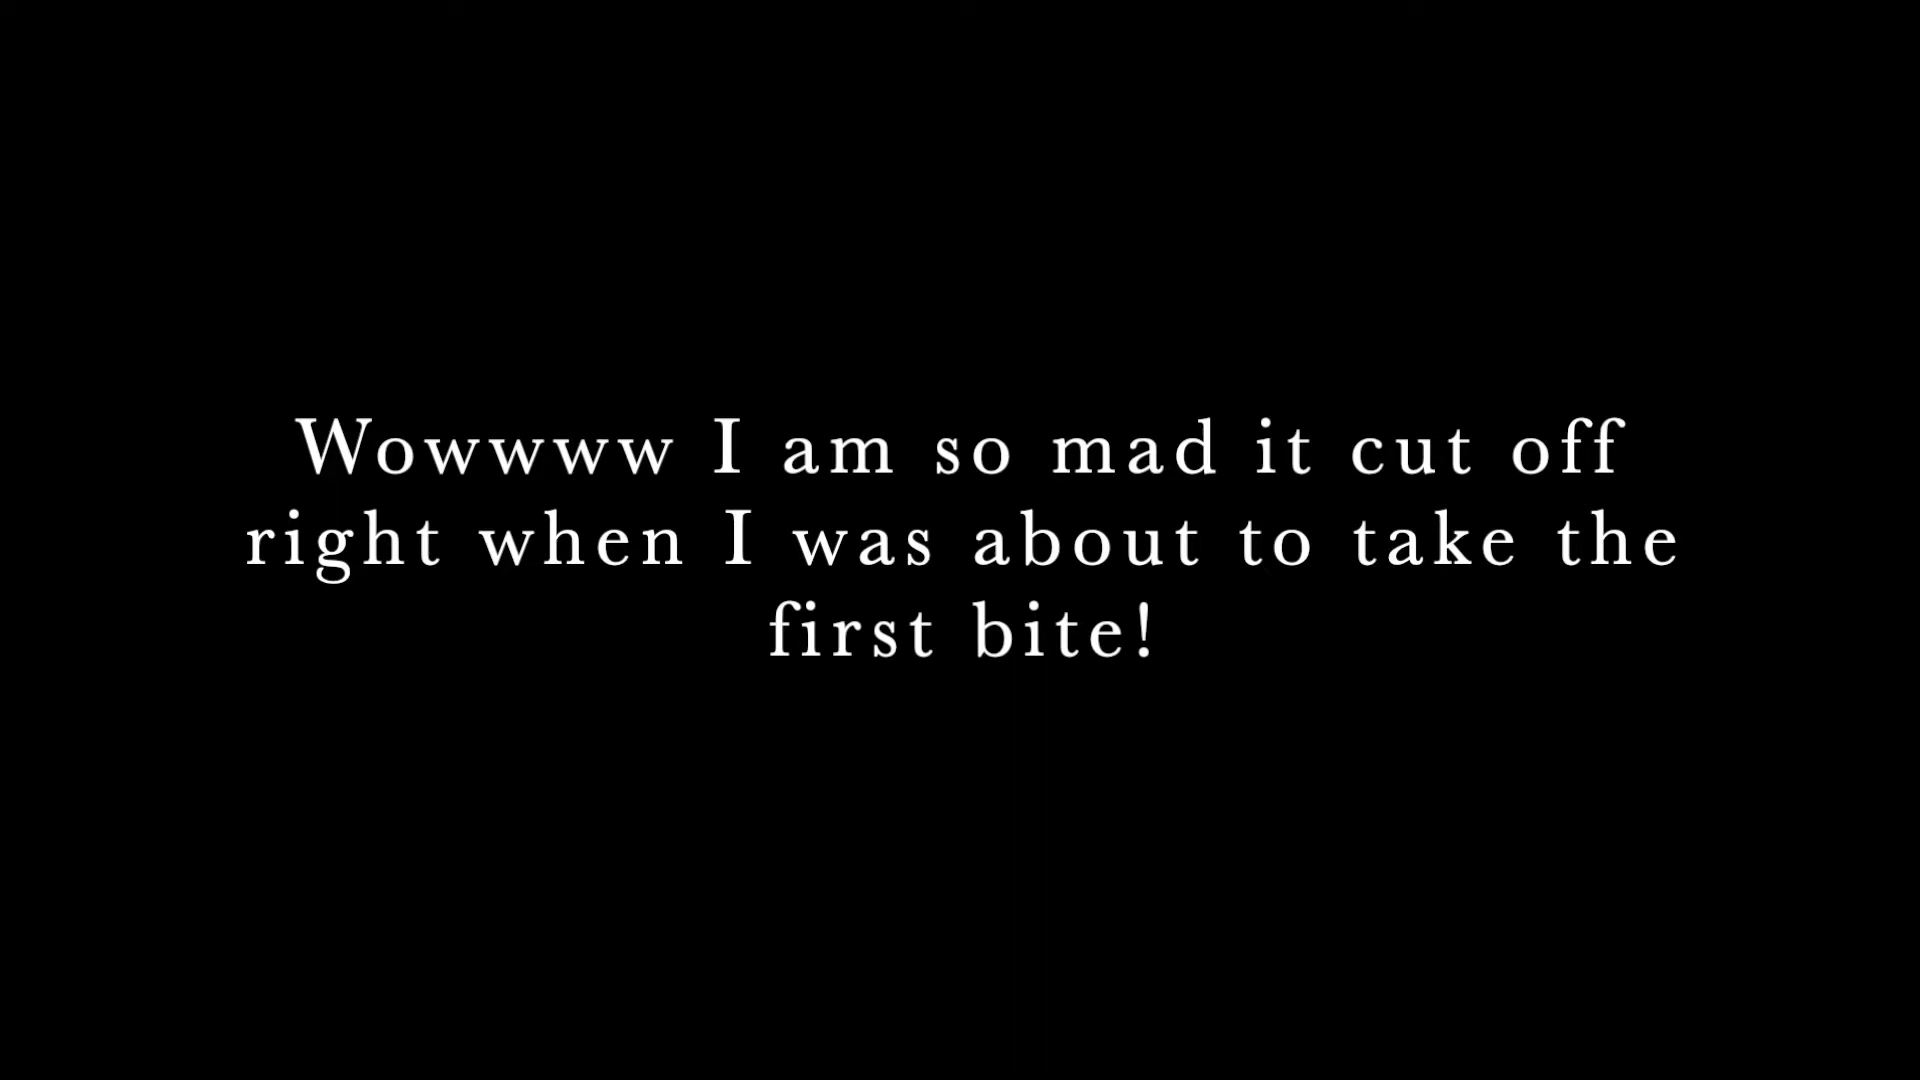 Wowwww I am so mad it cut off
right when I was about to take the
first bite!